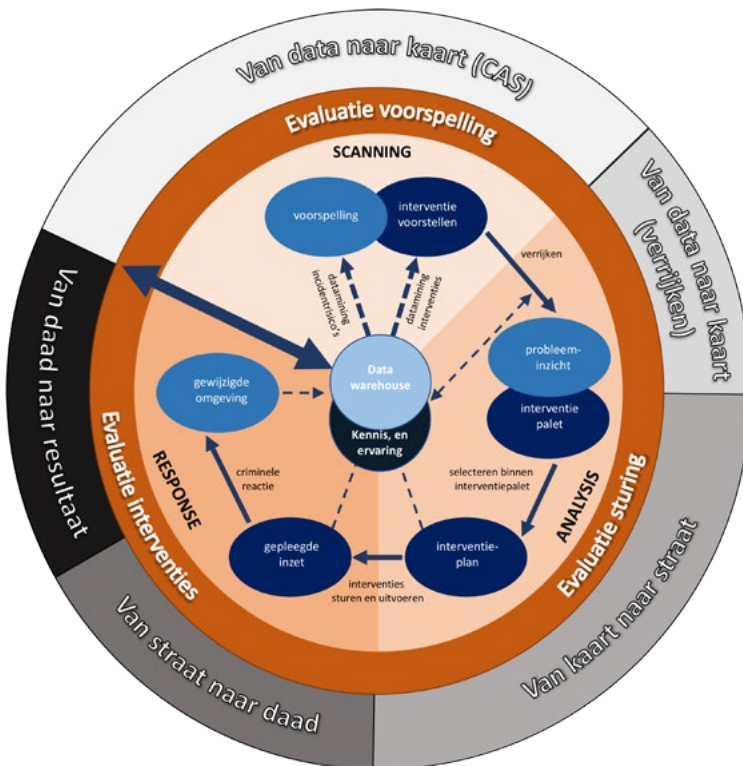 Van data naar kaart (CAS)
Evaluatie voorspelling
SCANNING
voorspelling
interventie
voorstellen
verrijken
datamining
incidentrisico's
datamining
interventies
Van data naar kaart
(verrijken)
Data
warehouse
Kennis, en
ervaring
probleem-
inzicht
interventie
palet
selecteren binnen
interventiepalet
ANALYSIS
Evaluatie sturing
Van kaart naar straat
interventie-
plan
interventies
sturen en uitvoeren
gepleegde
inzet
Van straat naar daad
criminele
reactie
RESPONSE
Evaluatie interventies
gewijzigde
omgeving
Van daad naar resultaat